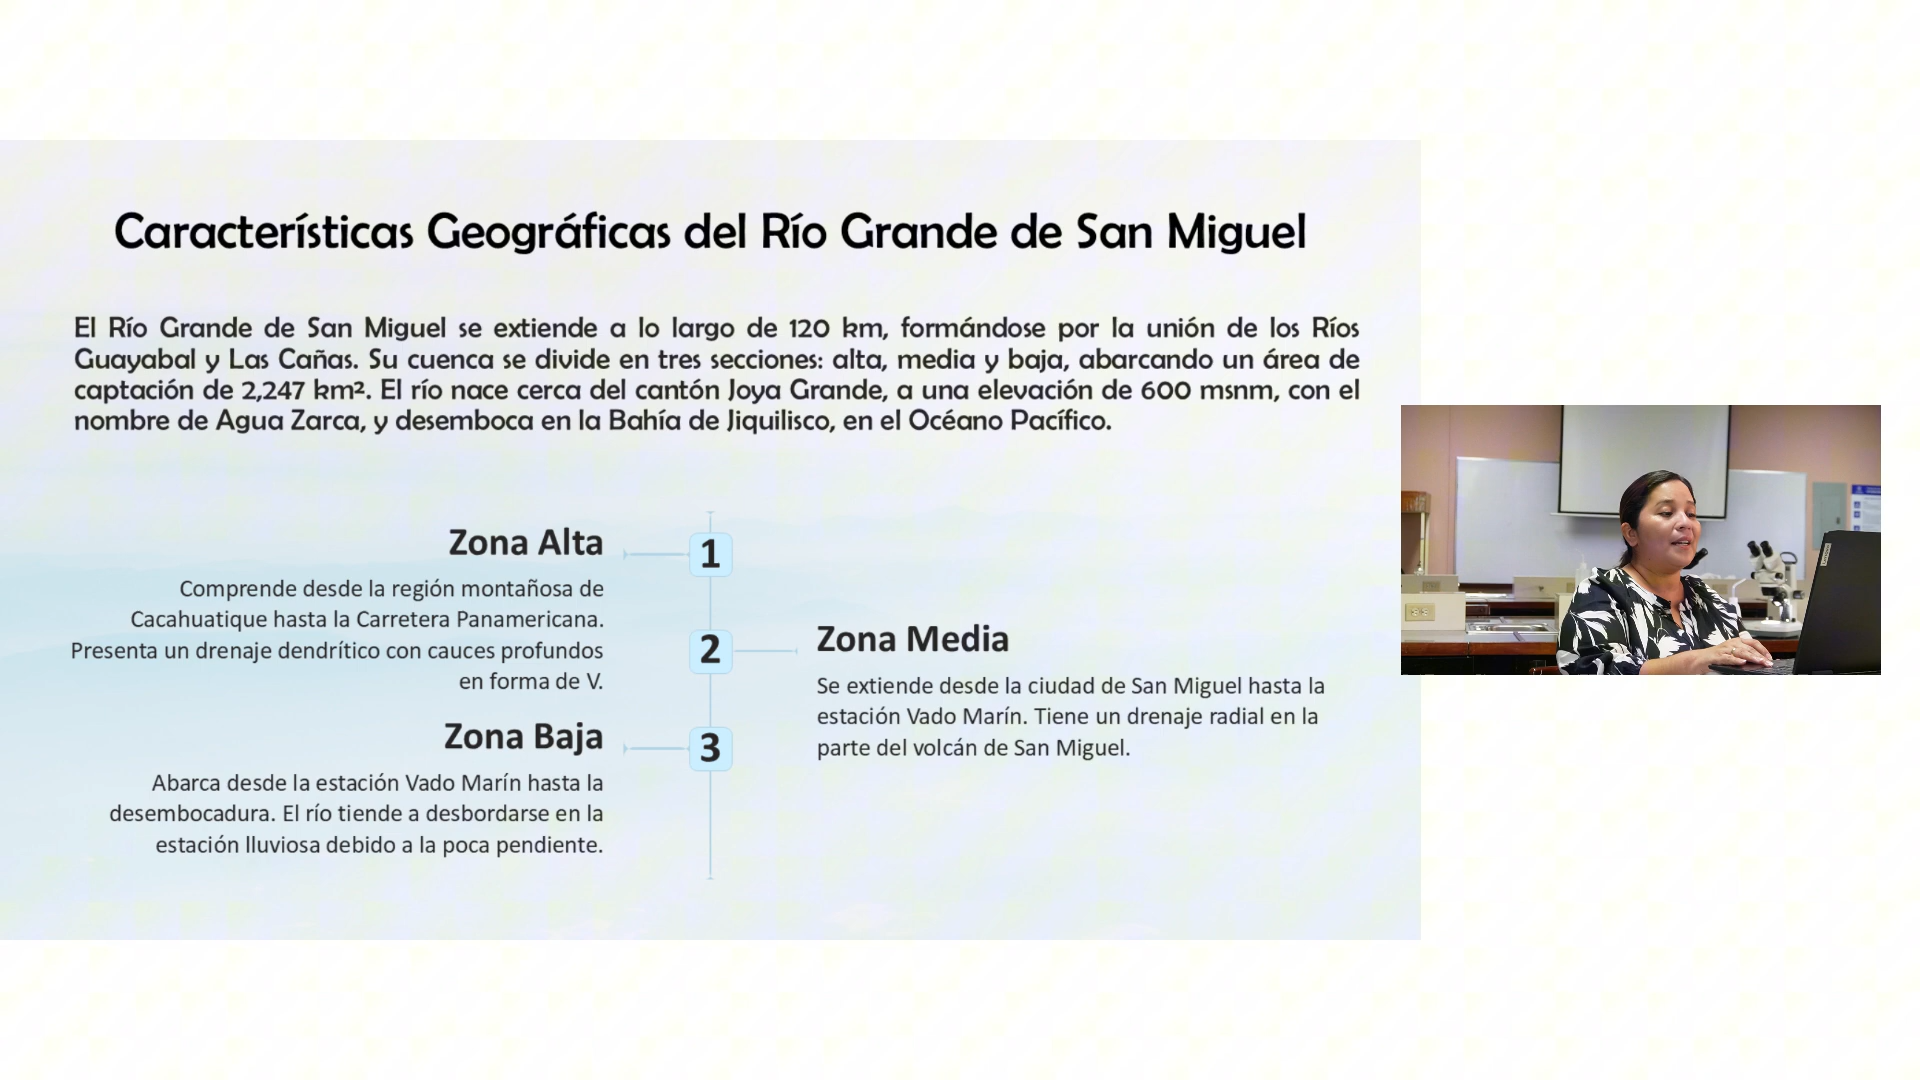 Características Geográficas del Río Grande de San Miguel
El Río Grande de San Miguel se extiende a lo largo de 120 km, formándose por la unión de los Ríos
Guayabal y Las Cañas. Su cuenca se divide en tres secciones: alta, media y baja, abarcando un área de
captación de 2,247 km². El río nace cerca del cantón Joya Grande, a una elevación de 600 msnm, con el
nombre de Agua Zarca, y desemboca en la Bahía de Jiquilisco, en el Océano Pacífico.
1
Zona Alta
Comprende desde la región montañosa de
Cacahuatique hasta la Carretera Panamericana.
Presenta un drenaje dendrítico con cauces profundos
en forma de V.
2
Zona Media
Se extiende desde la ciudad de San Miguel hasta la
estación Vado Marín. Tiene un drenaje radial en la
parte del volcán de San Miguel.
3
Zona Baja
Abarca desde la estación Vado Marín hasta la
desembocadura. El río tiende a desbordarse en la
estación lluviosa debido a la poca pendiente.